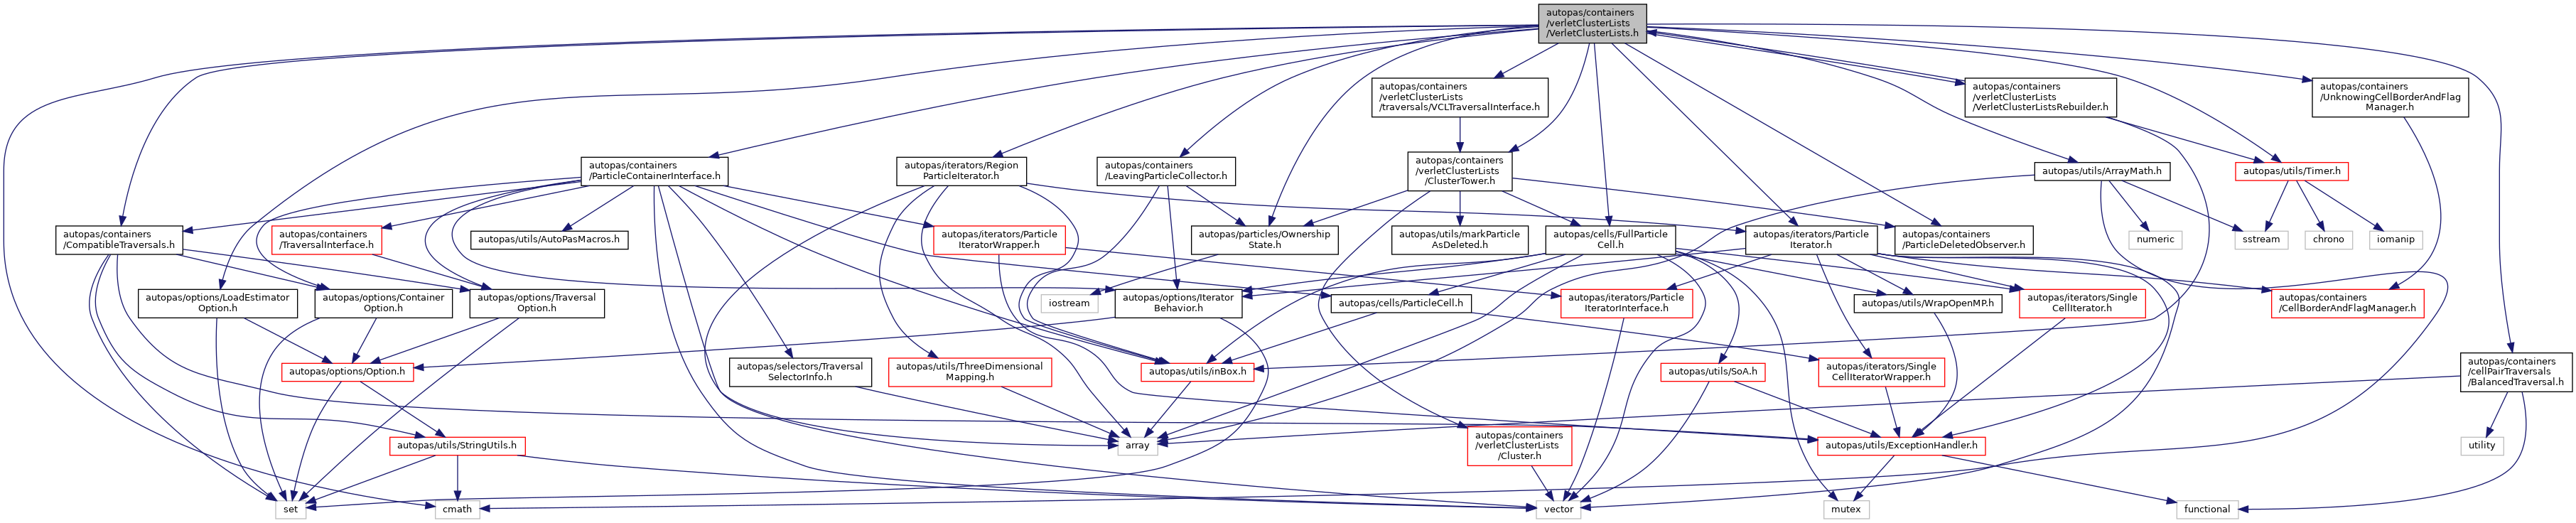 autopas/containers
/verletClusterLists
/VerletClusterLists.h
autopas/containers
/verletClusterLists
/traversals/VCLTraversalInterface.h
autopas/containers
/verletClusterLists
/VerletClusterListsRebuilder.h
autopas/containers
/UnknowingCellBorderAndFlag
Manager.h
autopas/containers
/ParticleContainerInterface.h
autopas/iterators/Region
ParticleIterator.h
autopas/containers
/LeavingParticleCollector.h
autopas/containers
/verletClusterLists
/ClusterTower.h
autopas/utils/ArrayMath.h
autopas/utils/Timer.h
autopas/containers
/CompatibleTraversals.h
autopas/containers
/TraversalInterface.h
autopas/utils/AutoPasMacros.h
autopas/iterators/Particle
IteratorWrapper.h
autopas/particles/Ownership
State.h
autopas/utils/markParticle
AsDeleted.h
autopas/cells/FullParticle
Cell.h
autopas/iterators/Particle
Iterator.h
autopas/containers
/ParticleDeletedObserver.h
numeric
sstream
chrono
iomanip
autopas/options/LoadEstimator
Option.h
autopas/options/Container
Option.h
autopas/options/Traversal
Option.h
iostream
autopas/options/Iterator
Behavior.h
autopas/cells/ParticleCell.h
autopas/iterators/Particle
IteratorInterface.h
autopas/utils/WrapOpenMP.h
autopas/iterators/Single
CellIterator.h
autopas/containers
/CellBorderAndFlagManager.h
autopas/options/Option.h
autopas/selectors/Traversal
SelectorInfo.h
autopas/utils/ThreeDimensional
Mapping.h
autopas/utils/inBox.h
autopas/utils/SoA.h
autopas/iterators/Single
CellIteratorWrapper.h
autopas/containers
/cellPairTraversals
/BalancedTraversal.h
autopas/utils/StringUtils.h
array
autopas/containers
/verletClusterLists
/Cluster.h
autopas/utils/ExceptionHandler.h
utility
set
cmath
vector
mutex
functional